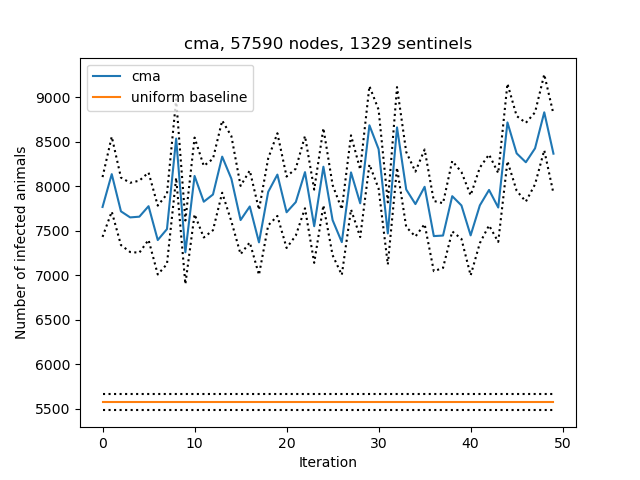 cma, 57590 nodes, 1329 sentinels
cma
uniform baseline
Number of infected animals
9000
8500
8000
7500
7000
6500
6000
5500
0 10 20 30 40 50
Iteration